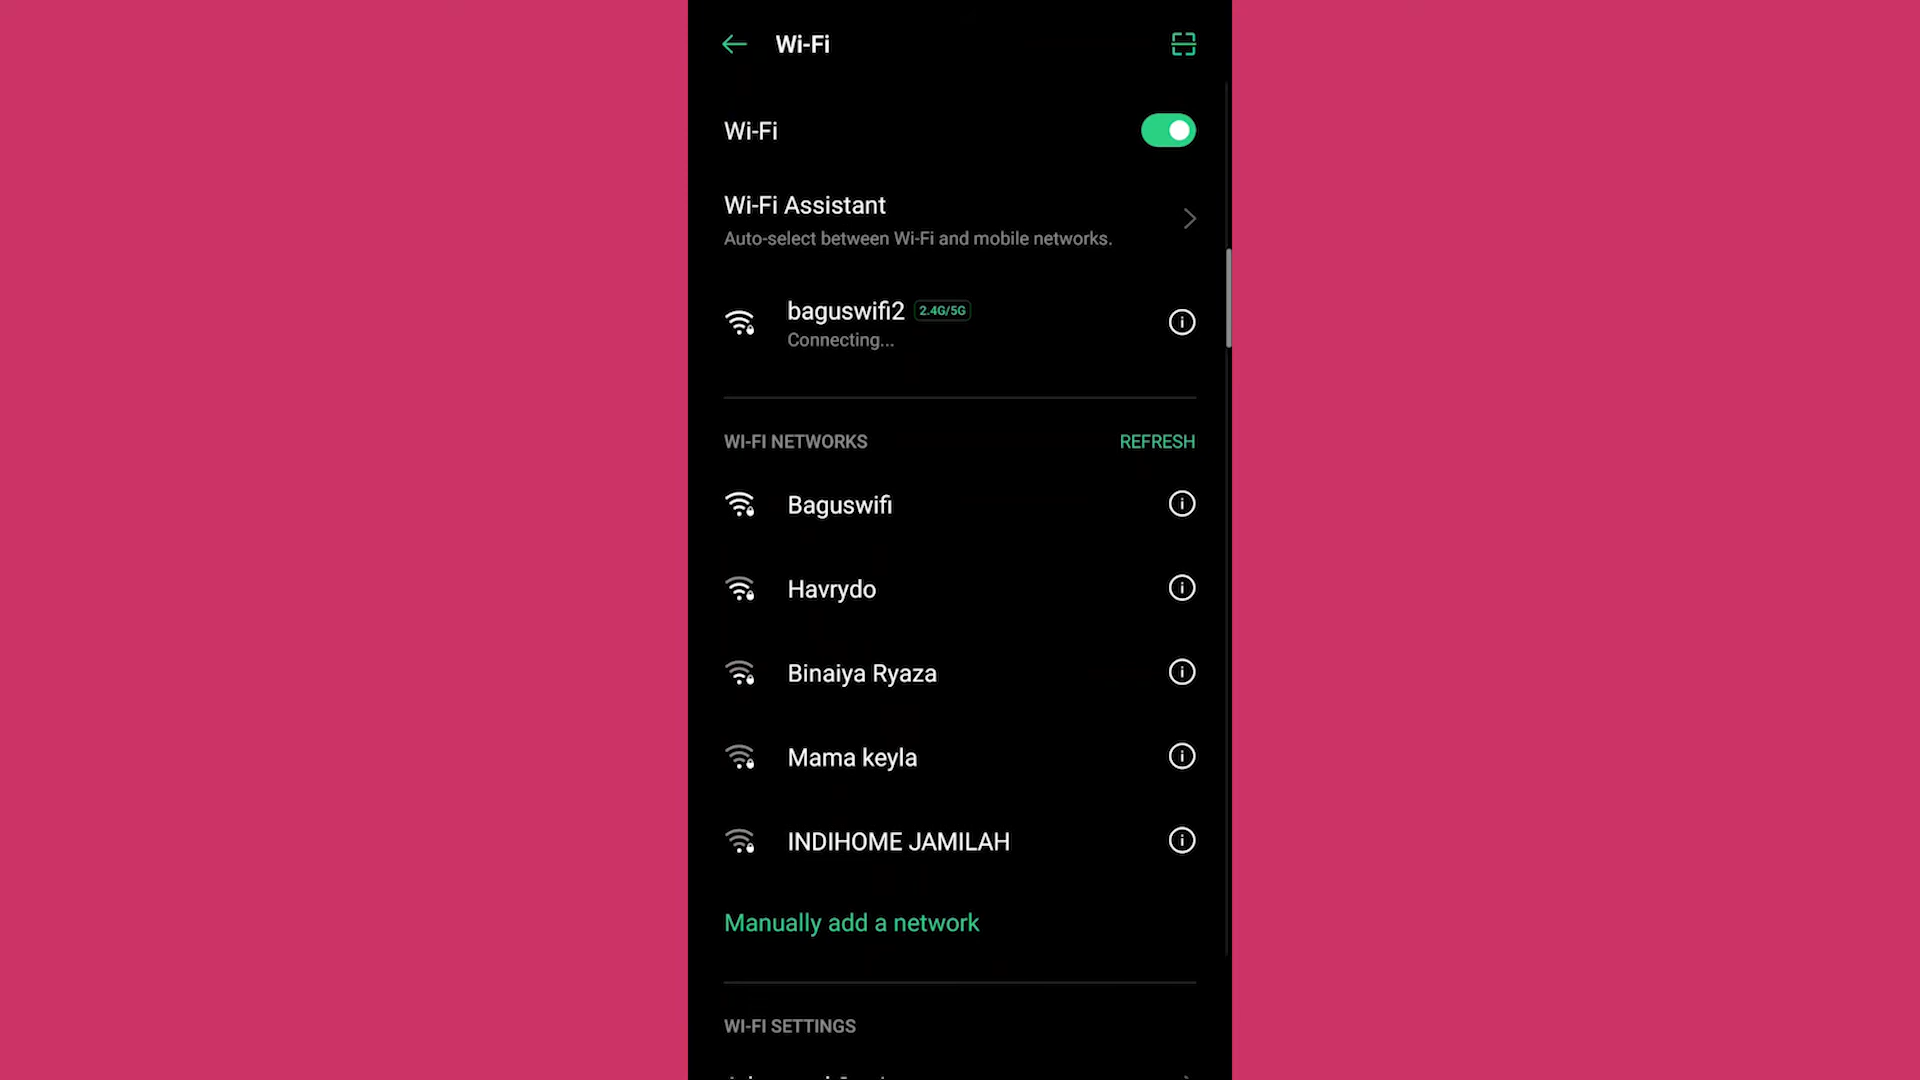 Wi-Fi
Wi-Fi
Wi-Fi Assistant
Auto-select between Wi-Fi and mobile networks.
baguswifi2 2.4G/5G
Connecting...
WI-FI NETWORKS REFRESH
Baguswifi
Havrydo
Binaiya Ryaza
Mama keyla
INDIHOME JAMILAH
Manually add a network
WI-FI SETTINGS